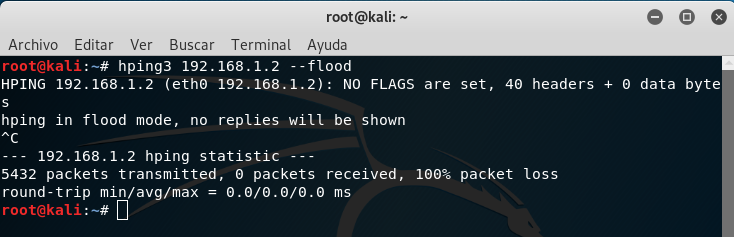 root@kali: ~
Archivo Editar Ver Buscar Terminal Ayuda
root@kali:~# hping3 192.168.1.2 --flood
HPING 192.168.1.2 (eth0 192.168.1.2): NO FLAGS are set, 40 headers + 0 data byte
s
hping in flood mode, no replies will be shown
^C
--- 192.168.1.2 hping statistic ---
5432 packets transmitted, 0 packets received, 100% packet loss
round-trip min/avg/max = 0.0/0.0/0.0 ms
root@kali:~#